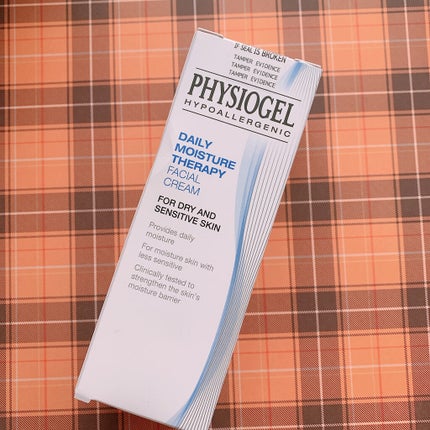 IF SEAL IS BROKEN
TAMPER EVIDENCE
TAMPER EVIDENCE
TAMPER EVIDENCE
PHYSIOGEL
HYPOALLERGENIC
DAILY
MOISTURE
THERAPY
FACIAL
CREAM
FOR DRY AND
SENSITIVE SKIN
Provides daily
moisture
For moisture skin with
less sensitive
Clinically tested to
strengthen the skin's
moisture barrier